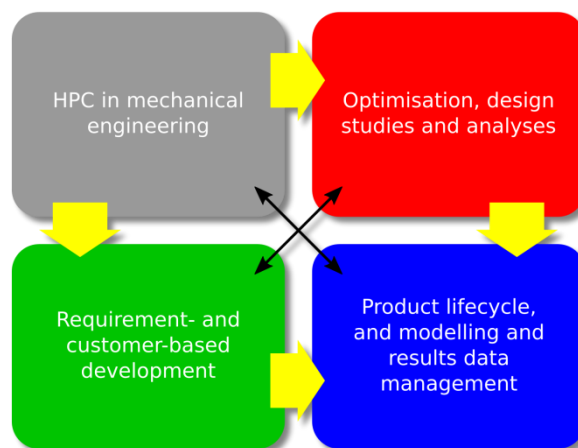 HPC in mechanical
engineering
Optimisation, design
studies and analyses
Requirement- and
customer-based
development
Product lifecycle,
and modelling and
results data
management